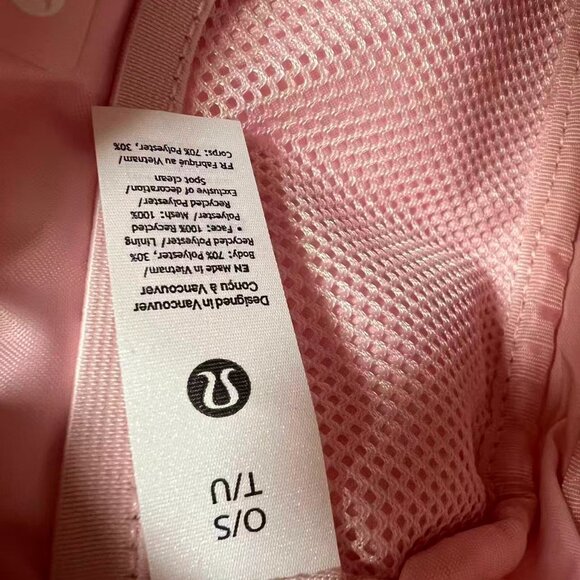 O/S
T/U
Designed in Vancouver
Conçu à Vancouver
EN Made in Vietnam/
Body: 70% Polyester, 30%
Recycled Polyester/ Lining
• Face: 100% Recycled
Polyester/ Mesh: 100%
Recycled Polyester/
Exclusive of decoration/
Spot clean
FR Fabriqué au Vietnam/
Corps: 70% Polyester, 30%